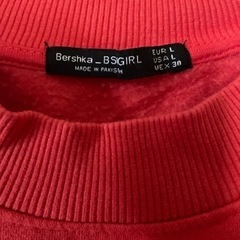 Bershka_BSGIRL
MADE IN PAKISTAN
EUR L
USA L
MEX 30